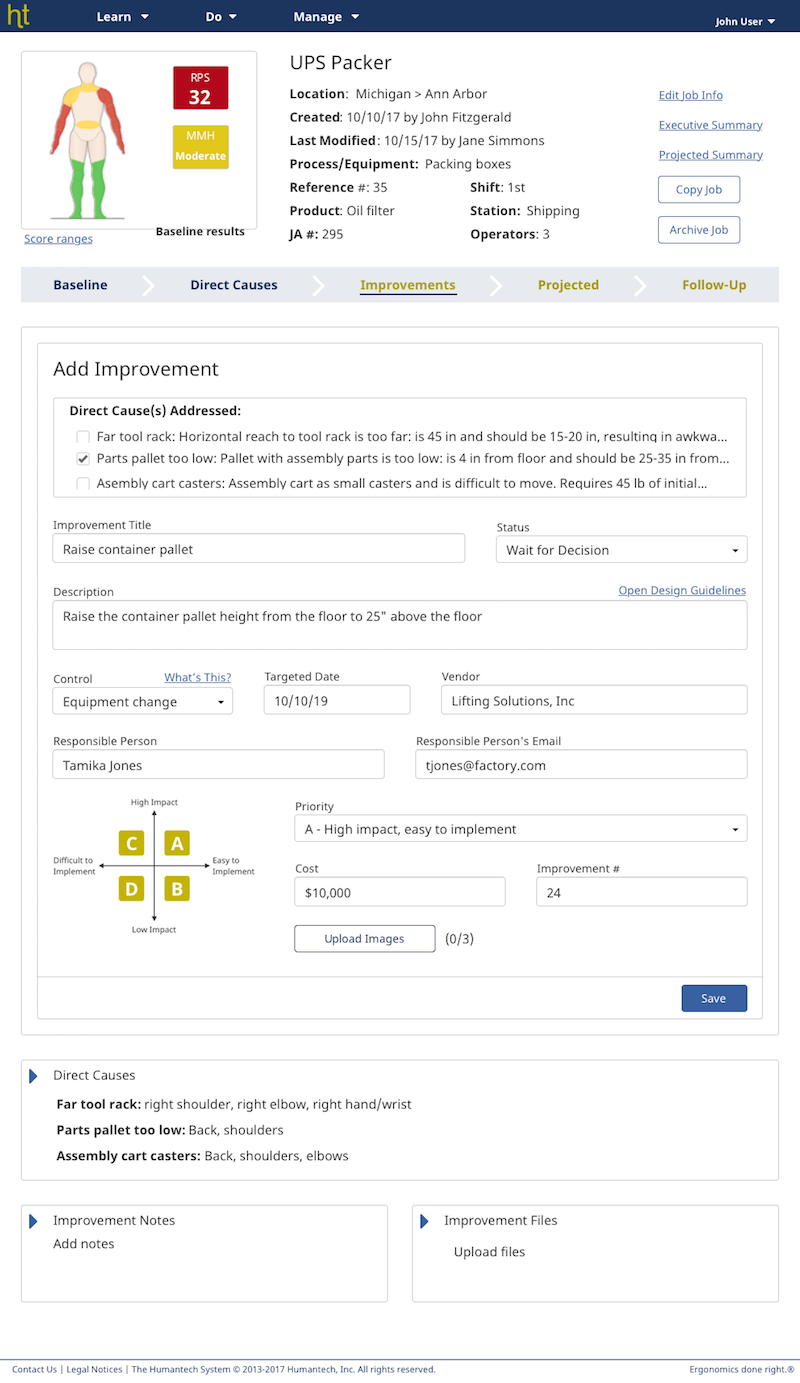 ht
Learn Do Manage John User
RPS
32
MMH
Moderate
Baseline results
Score ranges
UPS Packer
Location: Michigan > Ann Arbor
Created: 10/10/17 by John Fitzgerald
Last Modified: 10/15/17 by Jane Simmons
Process/Equipment: Packing boxes
Reference #: 35 Shift: 1st
Product: Oil filter Station: Shipping
JA #: 295 Operators: 3
Edit Job Info
Executive Summary
Projected Summary
Copy Job
Archive Job
Baseline Direct Causes Improvements Projected Follow-Up
Add Improvement
Direct Cause(s) Addressed:
Far tool rack: Horizontal reach to tool rack is too far: is 45 in and should be 15-20 in, resulting in awkwa...
Parts pallet too low: Pallet with assembly parts is too low: is 4 in from floor and should be 25-35 in from...
Asembly cart casters: Assembly cart as small casters and is difficult to move. Requires 45 lb of initial...
Improvement Title Status
Raise container pallet Wait for Decision
Description Open Design Guidelines
Raise the container pallet height from the floor to 25" above the floor
Control What's This? Targeted Date Vendor
Equipment change 10/10/19 Lifting Solutions, Inc
Responsible Person Responsible Person's Email
Tamika Jones tjones@factory.com
High Impact
C A
Difficult to Implement
Easy to Implement
D B
Low Impact
Priority
A - High impact, easy to implement
Cost Improvement #
$10,000 24
Upload Images (0/3)
Save
Direct Causes
Far tool rack: right shoulder, right elbow, right hand/wrist
Parts pallet too low: Back, shoulders
Assembly cart casters: Back, shoulders, elbows
Improvement Notes
Add notes
Improvement Files
Upload files
Contact Us | Legal Notices | The Humantech System © 2013-2017 Humantech, Inc. All rights reserved. Ergonomics done right.®